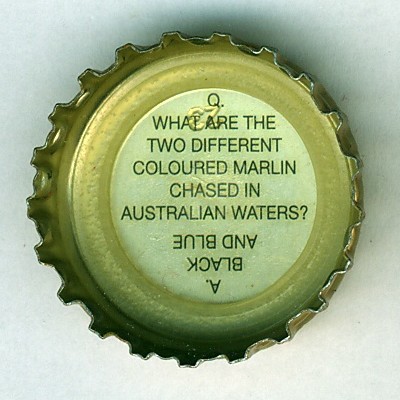 Q.
WHAT ARE THE
TWO DIFFERENT
COLOURED MARLIN
CHASED IN
AUSTRALIAN WATERS?
A.
BLACK
AND BLUE